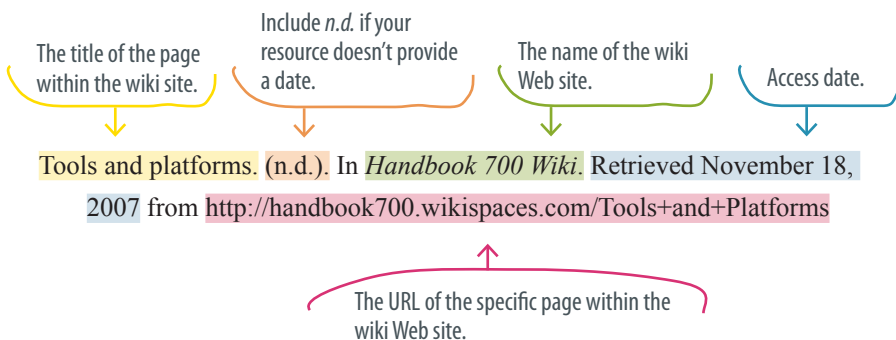 The title of the page
within the wiki site.
Include n.d. if your
resource doesn't provide
a date.
The name of the wiki
Web site.
Access date.
Tools and platforms. (n.d.). In Handbook 700 Wiki. Retrieved November 18,
2007 from http://handbook700.wikispaces.com/Tools+and+Platforms
The URL of the specific page within the
wiki Web site.